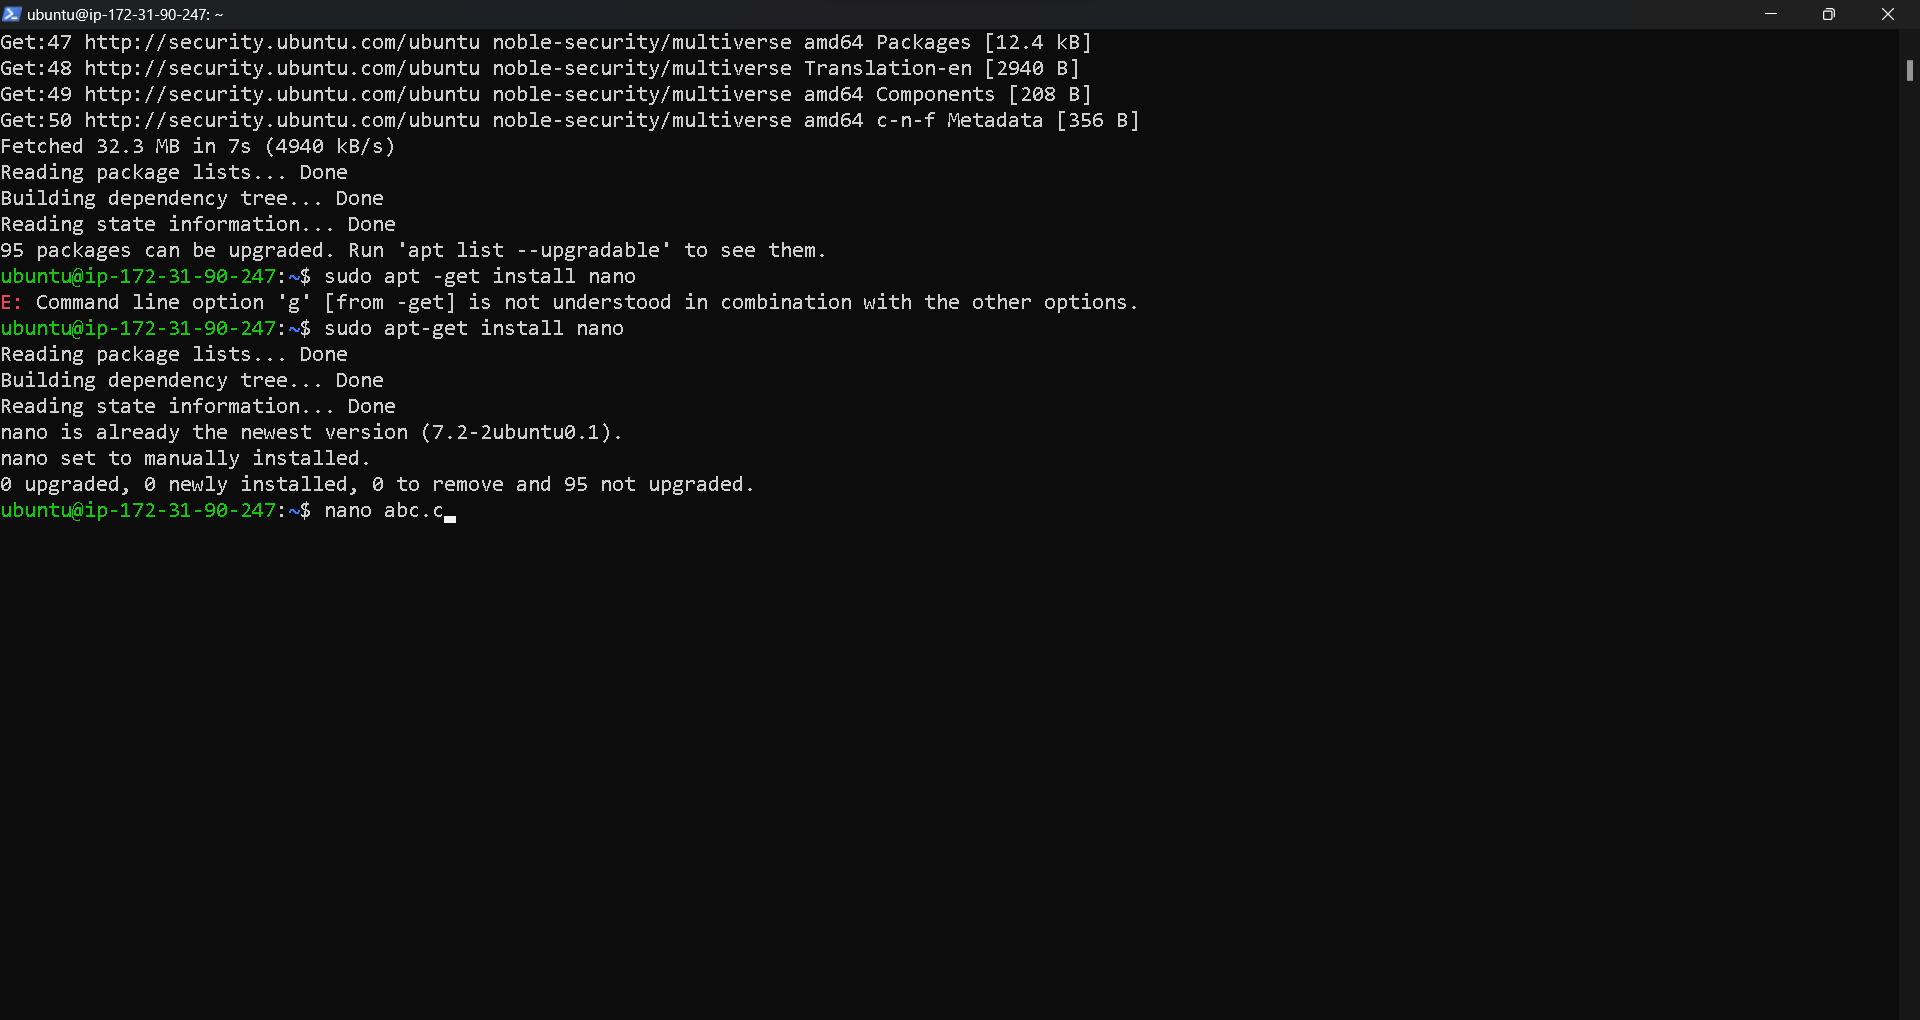 ubuntu@ip-172-31-90-247: ~
Get:47 http://security.ubuntu.com/ubuntu noble-security/multiverse amd64 Packages [12.4 kB]
Get:48 http://security.ubuntu.com/ubuntu noble-security/multiverse Translation-en [2940 B]
Get:49 http://security.ubuntu.com/ubuntu noble-security/multiverse amd64 Components [208 B]
Get:50 http://security.ubuntu.com/ubuntu noble-security/multiverse amd64 c-n-f Metadata [356 B]
Fetched 32.3 MB in 7s (4940 kB/s)
Reading package lists... Done
Building dependency tree... Done
Reading state information... Done
95 packages can be upgraded. Run 'apt list --upgradable' to see them.
ubuntu@ip-172-31-90-247:~$ sudo apt -get install nano
E: Command line option 'g' [from -get] is not understood in combination with the other options.
ubuntu@ip-172-31-90-247:~$ sudo apt-get install nano
Reading package lists... Done
Building dependency tree... Done
Reading state information... Done
nano is already the newest version (7.2-2ubuntu0.1).
nano set to manually installed.
0 upgraded, 0 newly installed, 0 to remove and 95 not upgraded.
ubuntu@ip-172-31-90-247:~$ nano abc.c